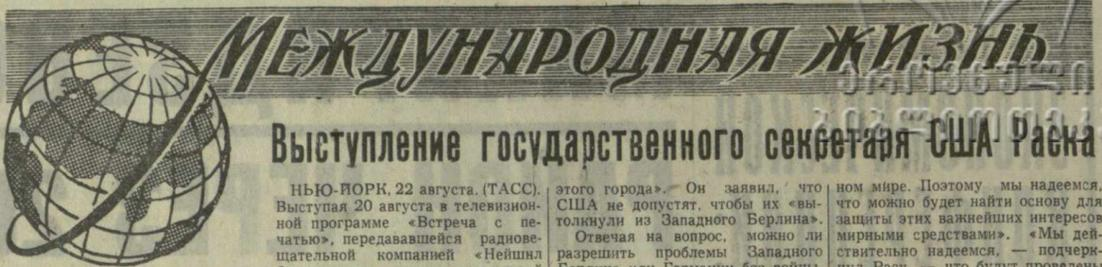 Международная жизнь
Выступление государственного секретаря США Раска
НЬЮ-ЙОРК, 22 августа. (ТАСС).
Выступая 20 августа в телевизион-
ной программе «Встреча с пе-
чатью», передававшейся радиове-
щательной компанией «Нейшнл
этого города». Он заявил, что
США не допустят, чтобы их «вы-
толкнули из Западного Берлина».
Отвечая на вопрос, можно ли
разрешить проблемы Западного
ном мире. Поэтому мы надеемся,
что можно будет найти основу для
защиты этих важнейших интересов
мирными средствами». «Мы дей-
ствительно надеемся, — подчерк-